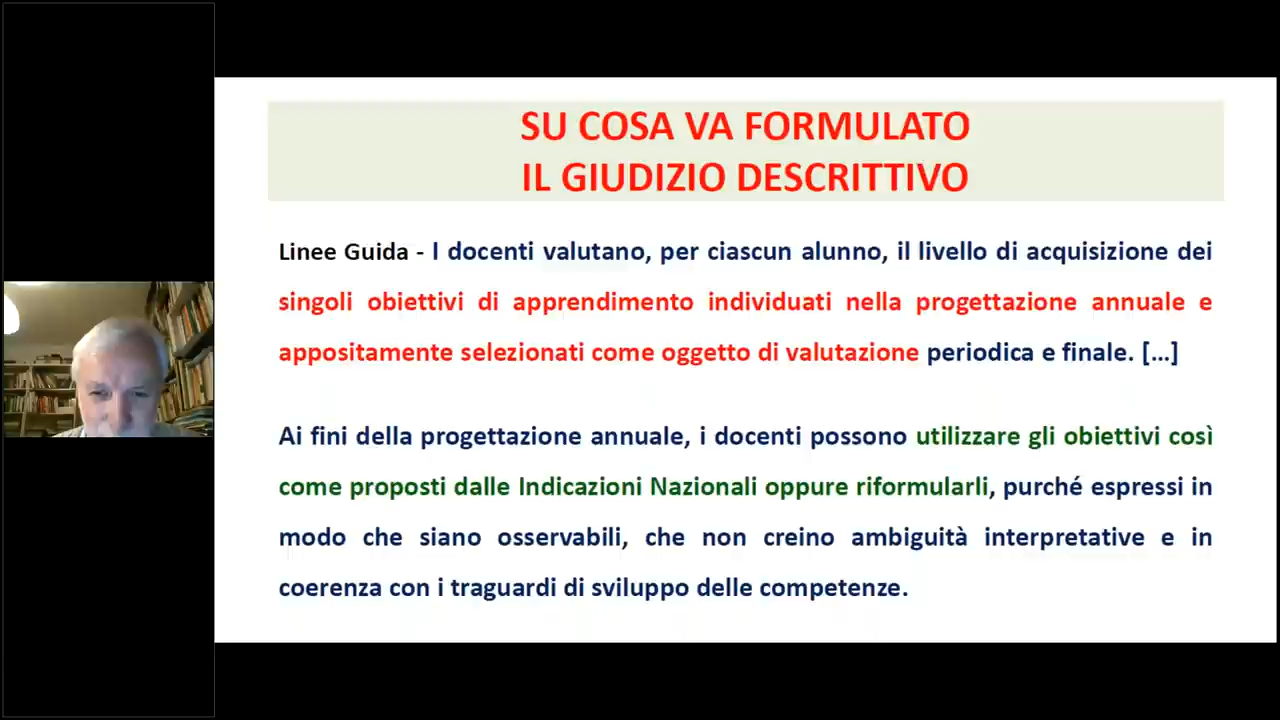 SU COSA VA FORMULATO
IL GIUDIZIO DESCRITTIVO
Linee Guida - I docenti valutano, per ciascun alunno, il livello di acquisizione dei
singoli obiettivi di apprendimento individuati nella progettazione annuale e
appositamente selezionati come oggetto di valutazione periodica e finale. […]
Ai fini della progettazione annuale, i docenti possono utilizzare gli obiettivi così
come proposti dalle Indicazioni Nazionali oppure riformularli, purché espressi in
modo che siano osservabili, che non creino ambiguità interpretative e in
coerenza con i traguardi di sviluppo delle competenze.